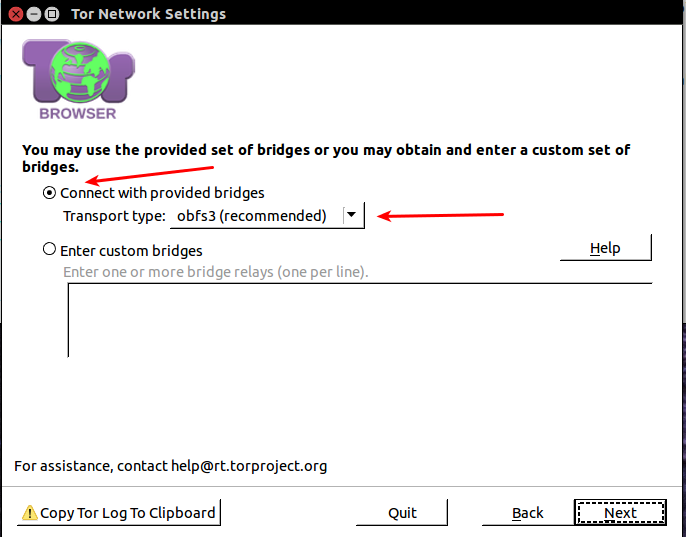 Tor Network Settings
Tor
BROWSER
You may use the provided set of bridges or you may obtain and enter a custom set of
bridges.
Connect with provided bridges
Transport type: obfs3 (recommended)
Enter custom bridges
Help
Enter one or more bridge relays (one per line).
For assistance, contact help@rt.torproject.org
Copy Tor Log To Clipboard Quit Back Next